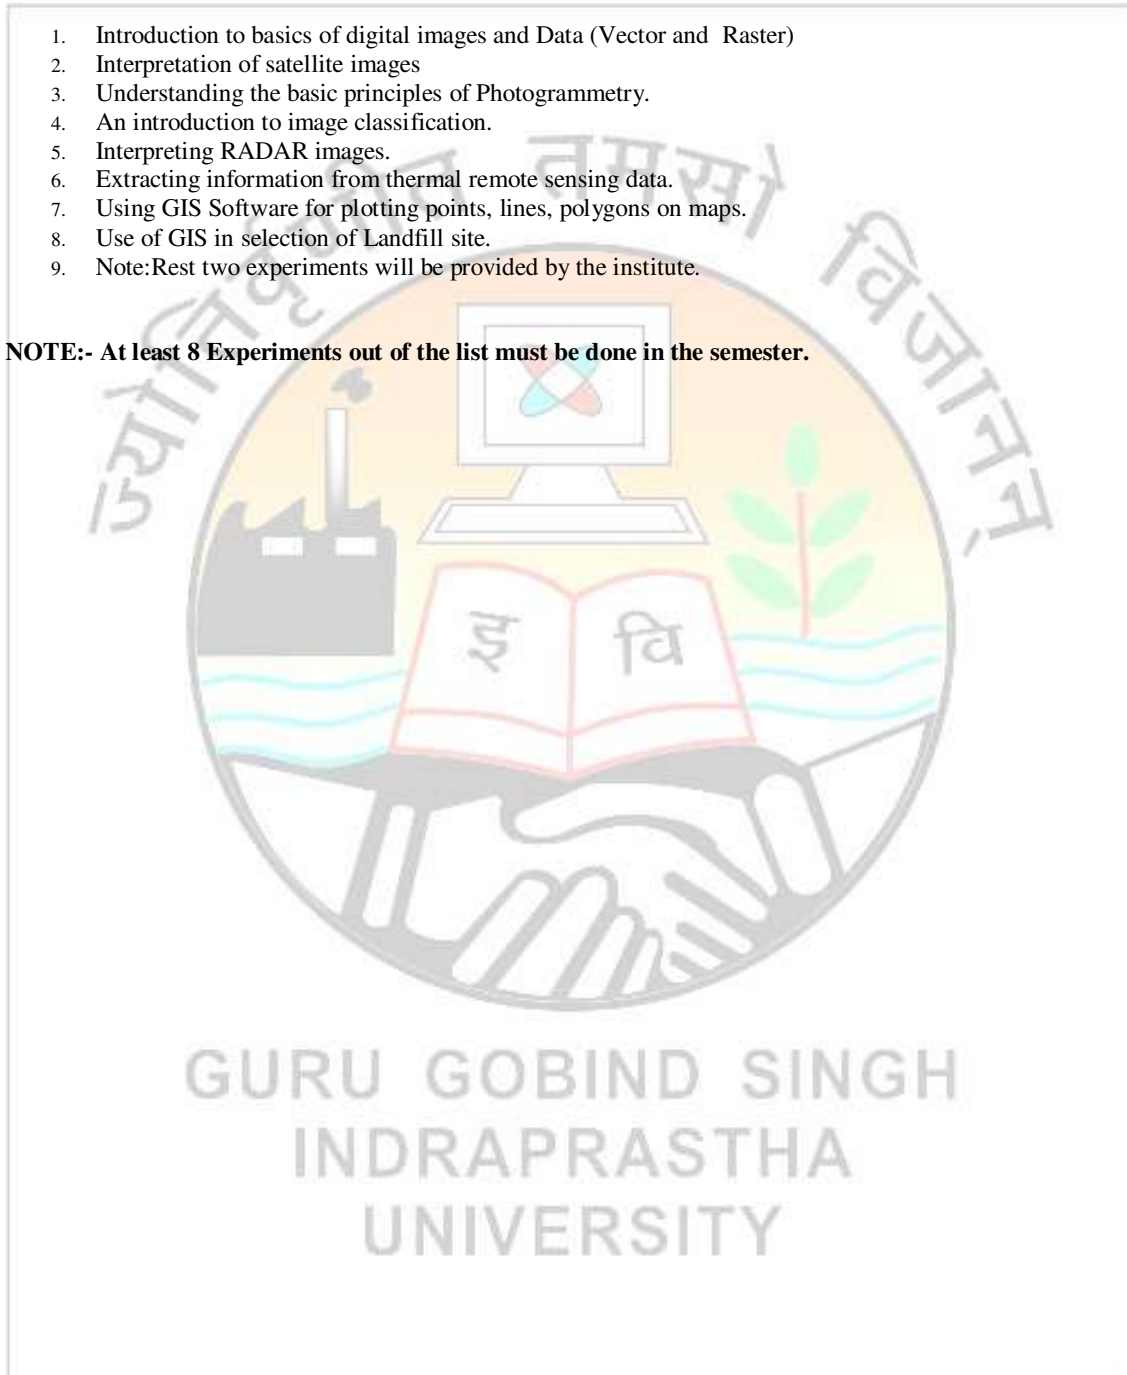 1. Introduction to basics of digital images and Data (Vector and Raster)
2. Interpretation of satellite images
3. Understanding the basic principles of Photogrammetry.
4. An introduction to image classification.
5. Interpreting RADAR images.
6. Extracting information from thermal remote sensing data.
7. Using GIS Software for plotting points, lines, polygons on maps.
8. Use of GIS in selection of Landfill site.
9. Note:Rest two experiments will be provided by the institute.
NOTE:- At least 8 Experiments out of the list must be done in the semester.
ज्योतिर्वृणीत तमसो विजानन्
इ वि
GURU GOBIND SINGH
INDRAPRASTHA
UNIVERSITY